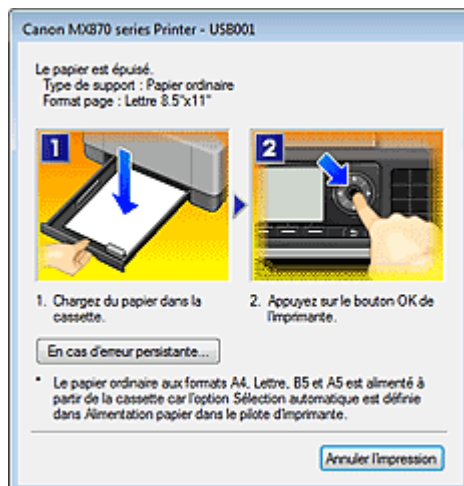 Canon MX870 series Printer - USB001
Le papier est épuisé.
Type de support : Papier ordinaire
Format page : Lettre 8.5"x11"
1
2
1. Chargez du papier dans la
cassette.
2. Appuyez sur le bouton OK de
l'imprimante.
En cas d'erreur persistante...
* Le papier ordinaire aux formats A4, Lettre, B5 et A5 est alimenté à
partir de la cassette car l'option Sélection automatique est définie
dans Alimentation papier dans le pilote d'imprimante.
Annuler l'impression